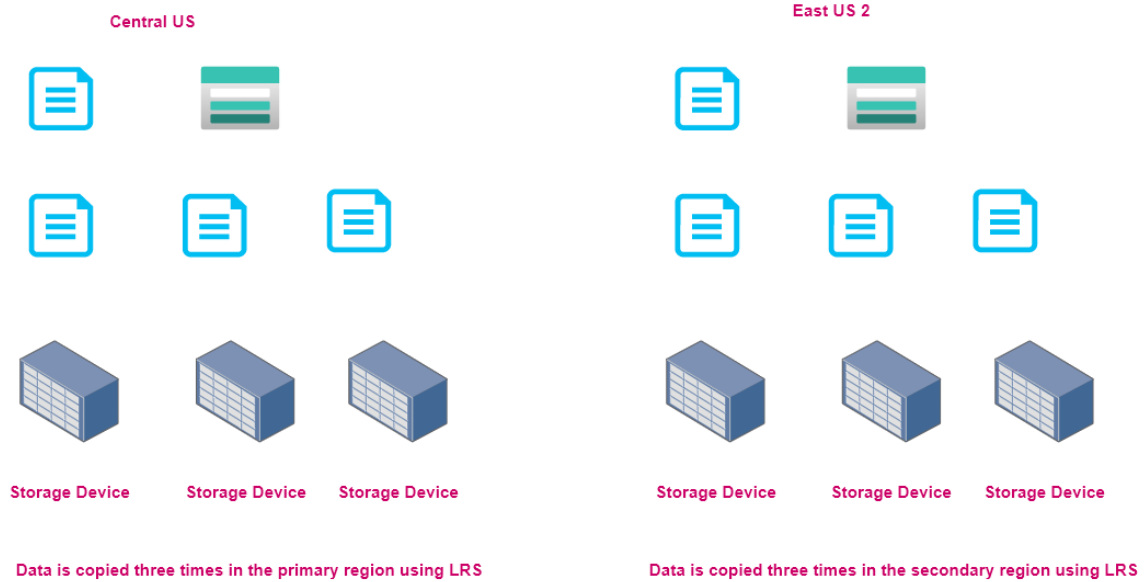 Central US
East US 2
Storage Device
Storage Device
Storage Device
Storage Device
Storage Device
Storage Device
Data is copied three times in the primary region using LRS
Data is copied three times in the secondary region using LRS